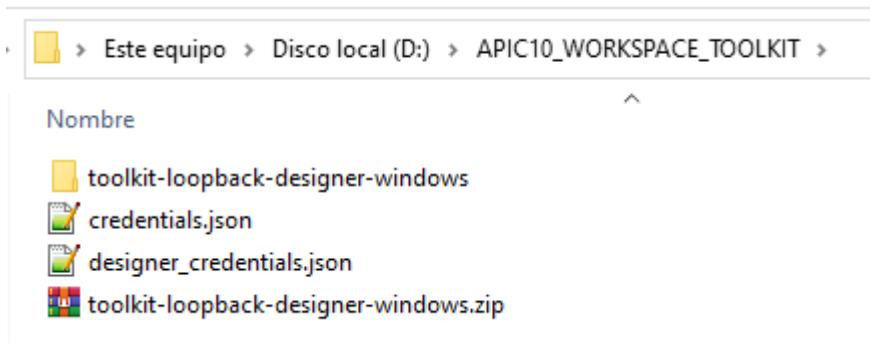 Este equipo > Disco local (D:) > APIC10_WORKSPACE_TOOLKIT >
Nombre
toolkit-loopback-designer-windows
credentials.json
designer_credentials.json
toolkit-loopback-designer-windows.zip